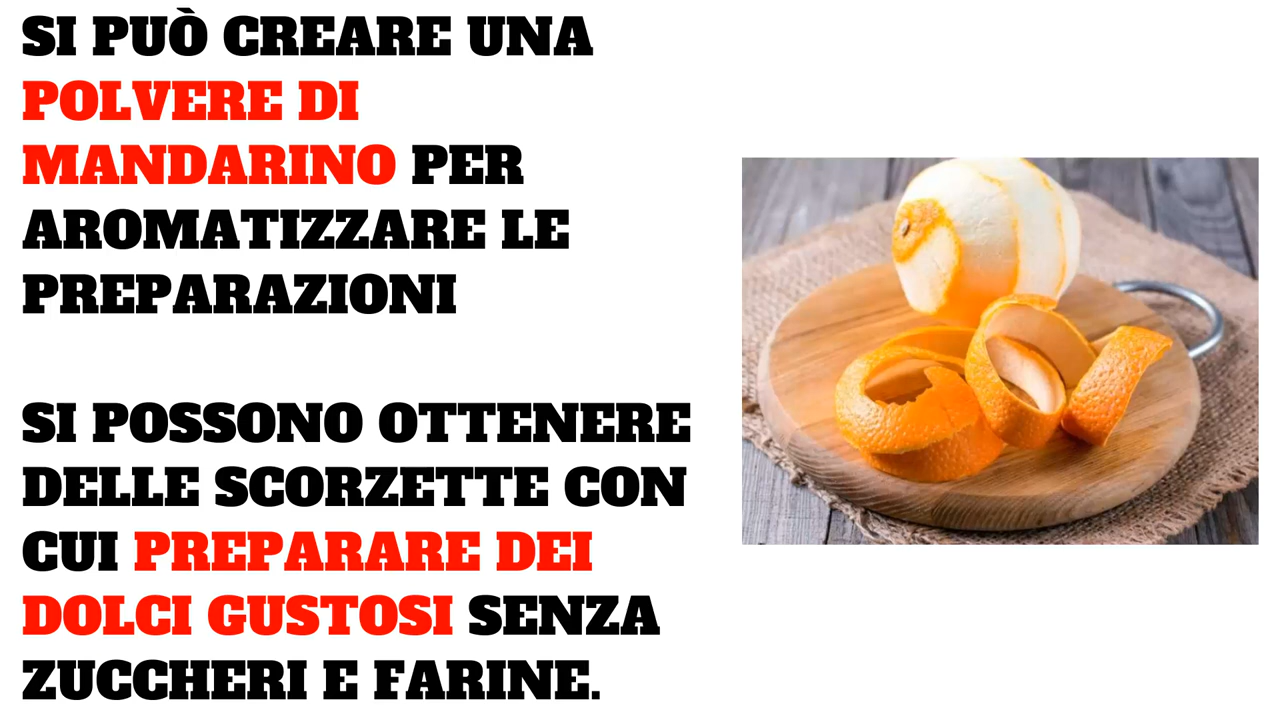 SI PUÒ CREARE UNA
POLVERE DI
MANDARINO PER
AROMATIZZARE LE
PREPARAZIONI
SI POSSONO OTTENERE
DELLE SCORZETTE CON
CUI PREPARARE DEI
DOLCI GUSTOSI SENZA
ZUCCHERI E FARINE.